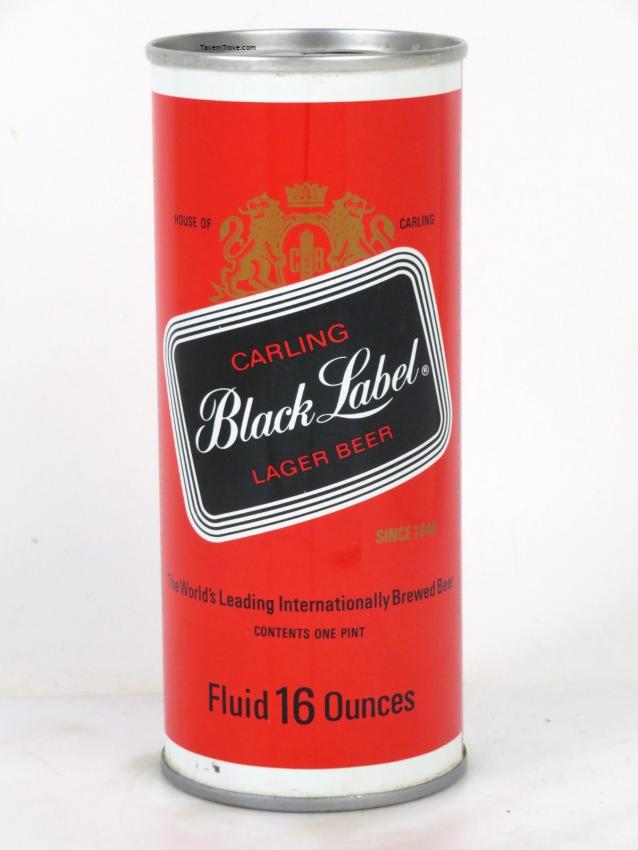 TavernTrove.com
HOUSE OF CARLING
C B
CARLING
Black Label®
LAGER BEER
SINCE 1840
The World's Leading Internationally Brewed Beer
CONTENTS ONE PINT
Fluid 16 Ounces